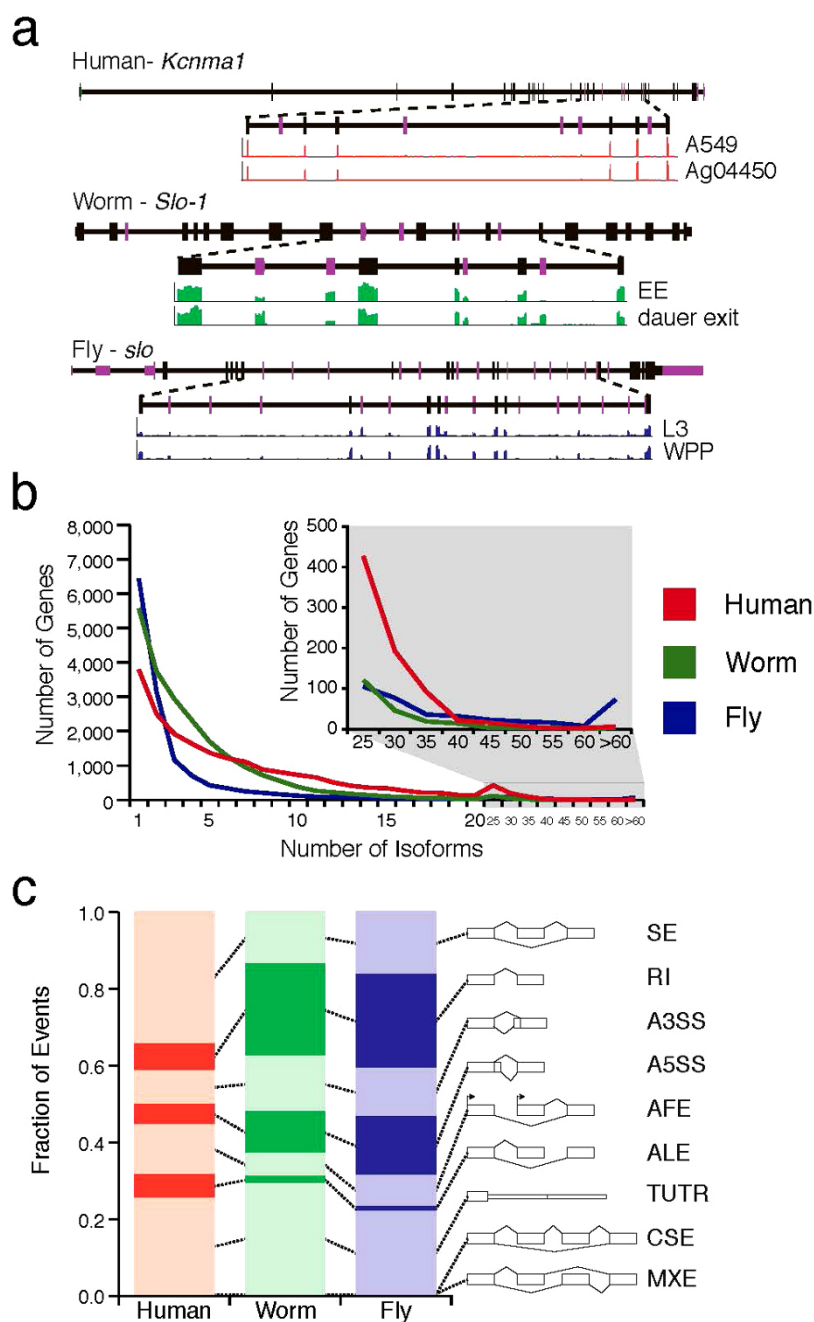 a
Human- Kcnma1
A549
Ag04450
Worm - Slo-1
EE
dauer exit
Fly - slo
L3
WPP
b
Number of Genes
8,000
7,000
6,000
5,000
4,000
3,000
2,000
1,000
0
1 5 10 15 20 25 30 35 40 45 50 55 60 >60
Number of Isoforms
Number of Genes
500
400
300
200
100
0
25 30 35 40 45 50 55 60 >60
Human
Worm
Fly
c
Fraction of Events
1.0
0.8
0.6
0.4
0.2
0.0
Human Worm Fly
SE
RI
A3SS
A5SS
AFE
ALE
TUTR
CSE
MXE